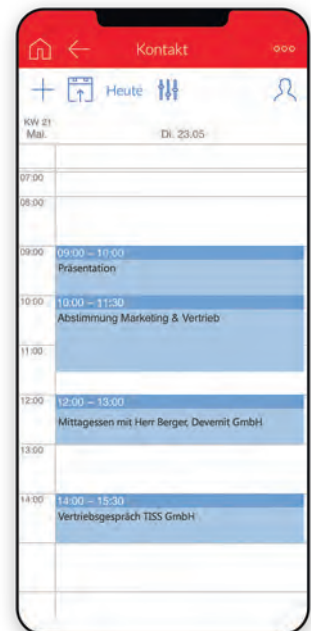 Kontakt
Heute
KW 21
Mai.
Di. 23.05
07:00
08:00
09:00
09:00 – 10:00
Präsentation
10:00
10:00 – 11:30
Abstimmung Marketing & Vertrieb
11:00
12:00
12:00 – 13:00
Mittagessen mit Herr Berger, Devernit GmbH
13:00
14:00
14:00 – 15:30
Vertriebsgespräch TISS GmbH